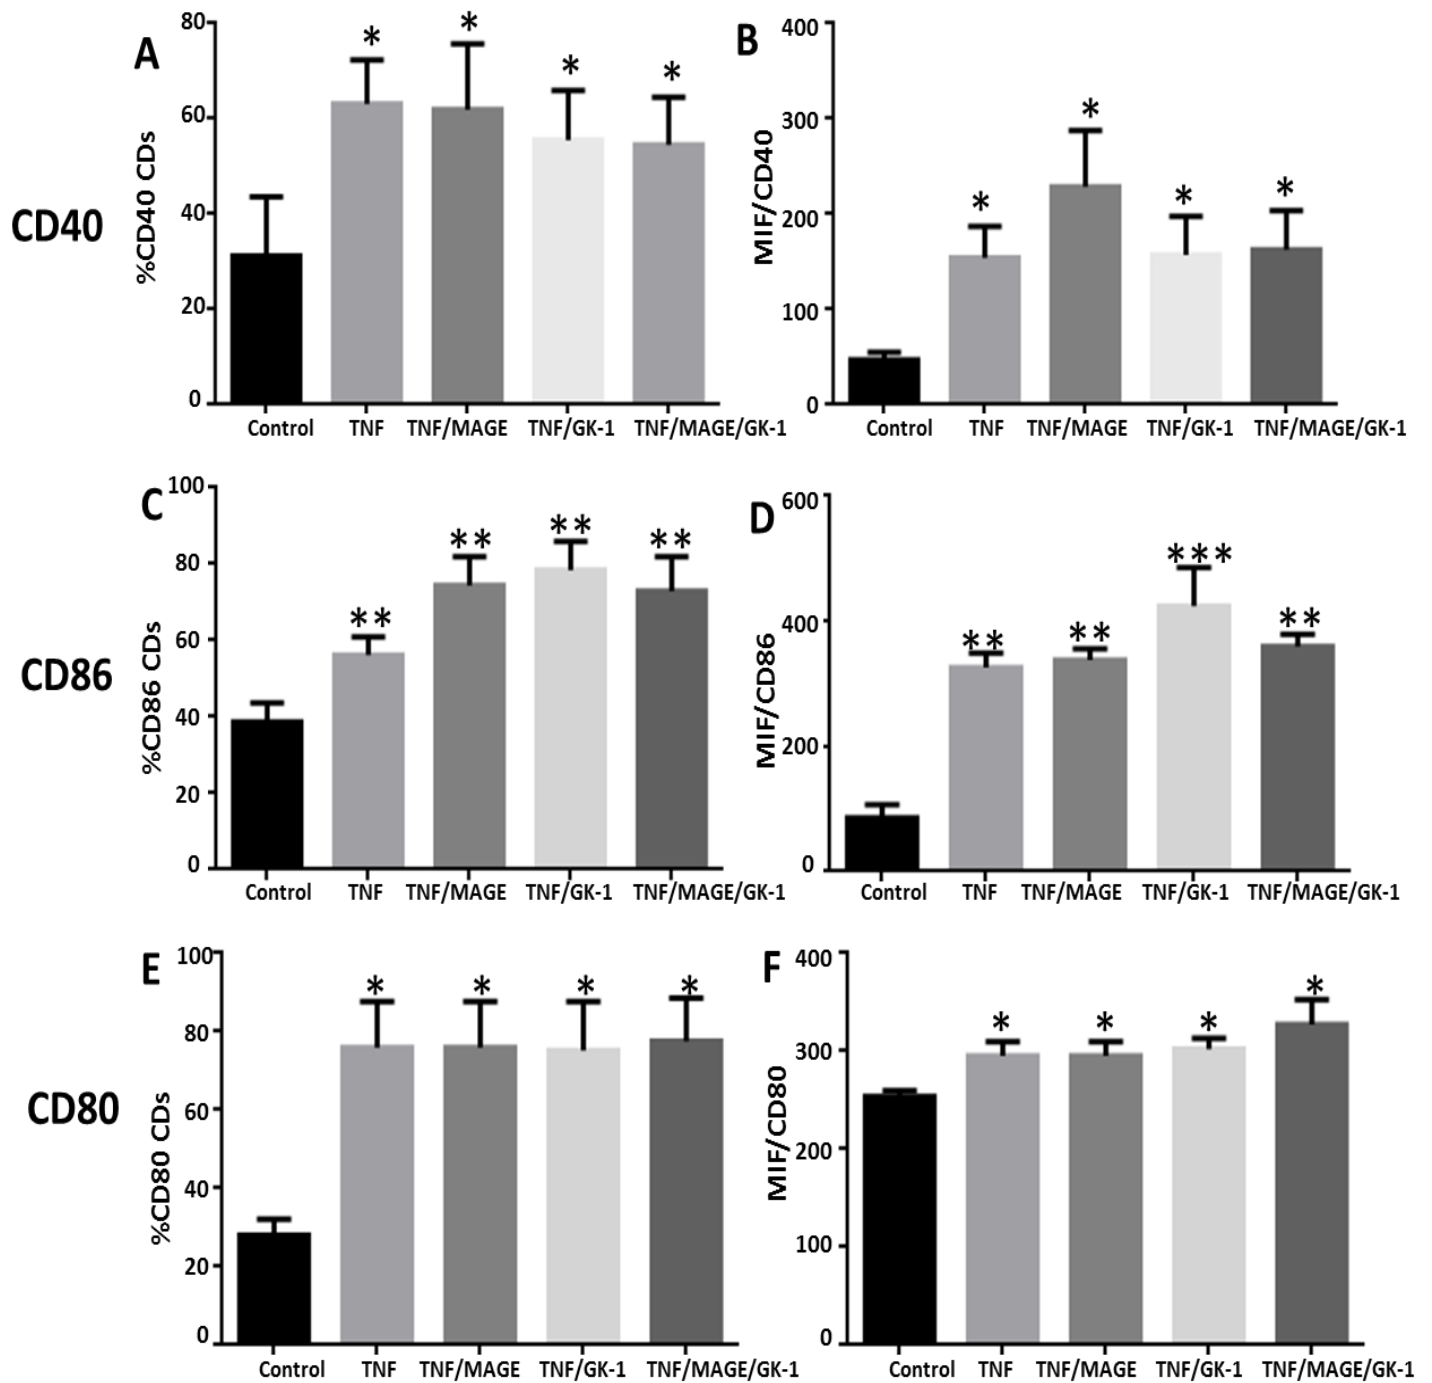 CD40
A
%CD40 CDs
80
60
40
20
0
* * * *
Control TNF TNF/MAGE TNF/GK-1 TNF/MAGE/GK-1
B
MIF/CD40
400
300
200
100
0
* * * *
Control TNF TNF/MAGE TNF/GK-1 TNF/MAGE/GK-1
CD86
C
%CD86 CDs
100
80
60
40
20
0
** ** ** **
Control TNF TNF/MAGE TNF/GK-1 TNF/MAGE/GK-1
D
MIF/CD86
600
400
200
0
** ** *** **
Control TNF TNF/MAGE TNF/GK-1 TNF/MAGE/GK-1
CD80
E
%CD80 CDs
100
80
60
40
20
0
* * * *
Control TNF TNF/MAGE TNF/GK-1 TNF/MAGE/GK-1
F
MIF/CD80
400
300
200
100
0
* * * *
Control TNF TNF/MAGE TNF/GK-1 TNF/MAGE/GK-1